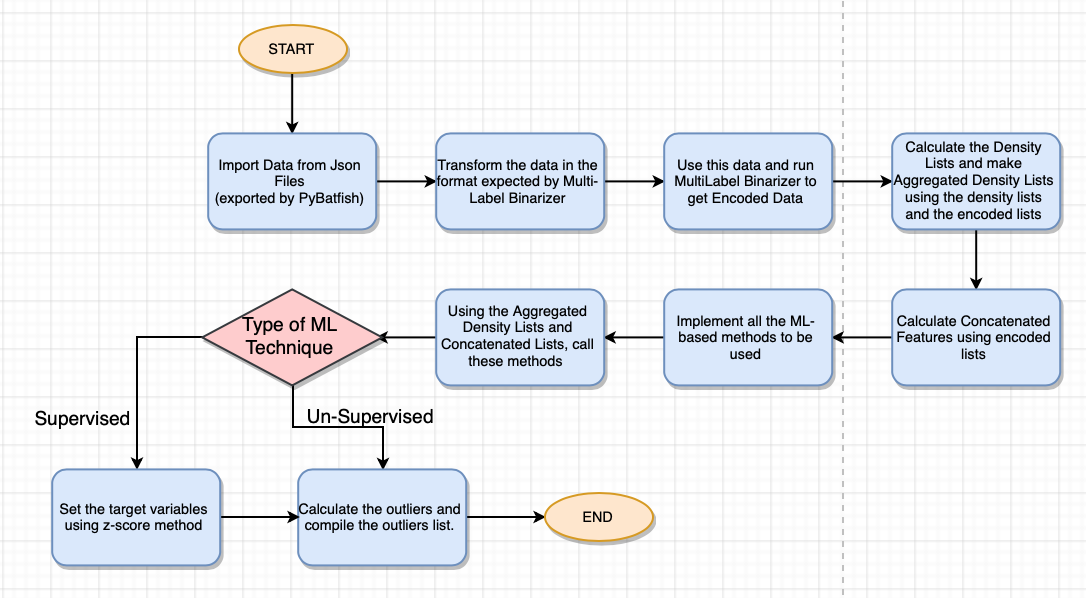 START
Import Data from Json
Files
(exported by PyBatfish)
Transform the data in the
format expected by Multi-
Label Binarizer
Use this data and run
MultiLabel Binarizer to
get Encoded Data
Calculate the Density
Lists and make
Aggregated Density Lists
using the density lists
and the encoded lists
Calculate Concatenated
Features using encoded
lists
Implement all the ML-
based methods to be
used
Using the Aggregated
Density Lists and
Concatenated Lists, call
these methods
Type of ML
Technique
Supervised
Un-Supervised
Set the target variables
using z-score method
Calculate the outliers and
compile the outliers list.
END